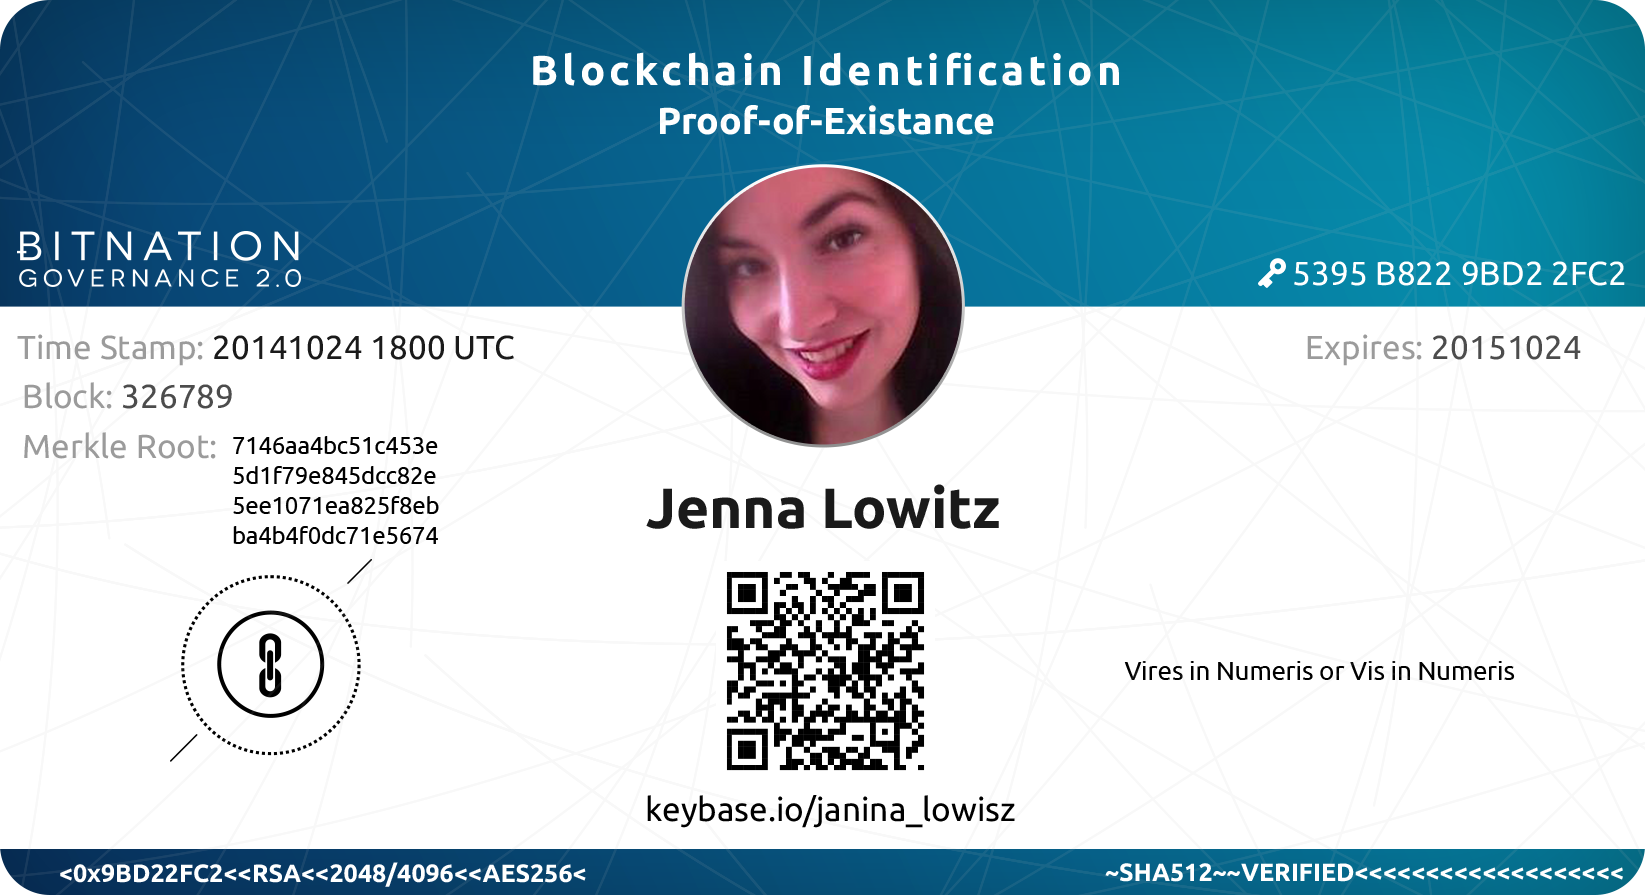 Blockchain Identification
Proof-of-Existance
BITNATION
GOVERNANCE 2.0
5395 B822 9BD2 2FC2
Time Stamp: 20141024 1800 UTC
Expires: 20151024
Block: 326789
Merkle Root: 7146aa4bc51c453e
5d1f79e845dcc82e
5ee1071ea825f8eb
ba4b4f0dc71e5674
Jenna Lowitz
Vires in Numeris or Vis in Numeris
keybase.io/janina_lowisz
<0x9BD22FC2<<RSA<<2048/4096<<AES256<
~SHA512~~VERIFIED<<<<<<<<<<<<<<<<<<<